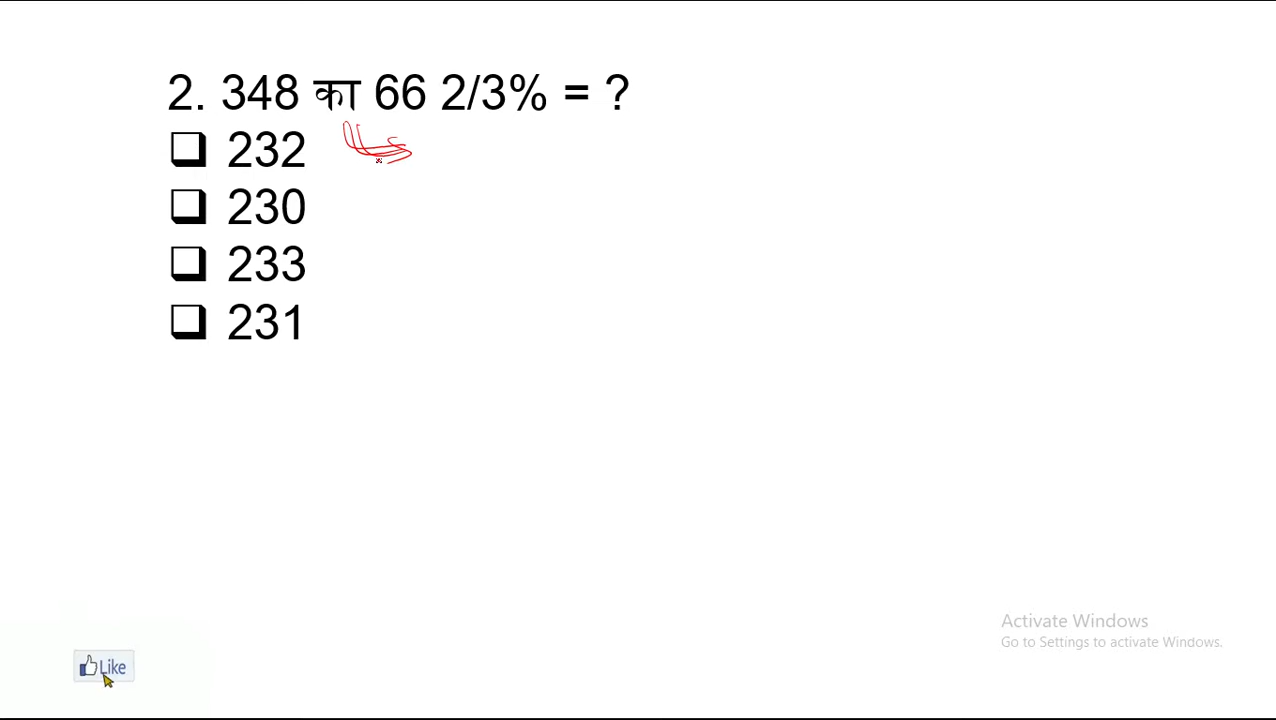 2. 348 का 66 2/3% = ?
232
230
233
231
Activate Windows
Go to Settings to activate Windows.
Like